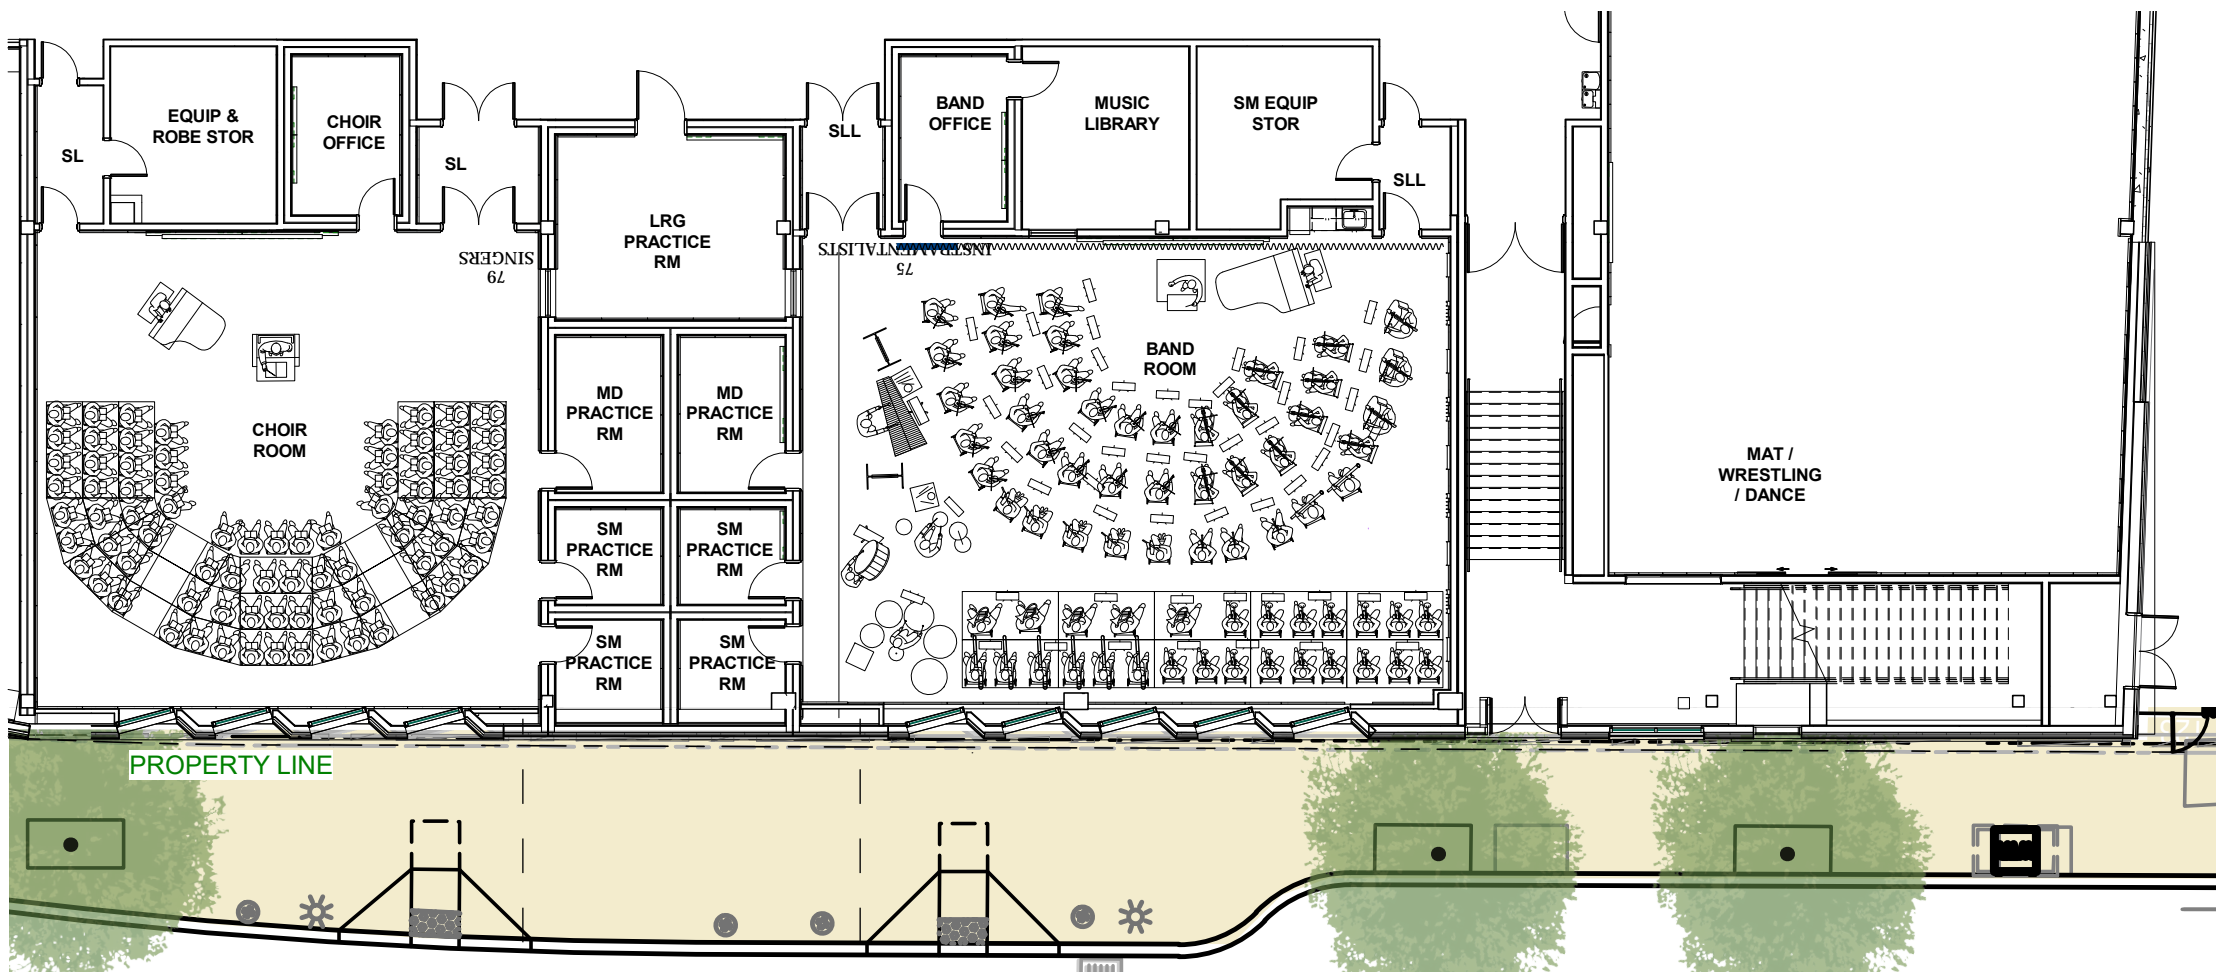 EQUIP &
ROBE STOR
CHOIR
OFFICE
SL
SL
SLL
BAND
OFFICE
MUSIC
LIBRARY
SM EQUIP
STOR
SLL
LRG
PRACTICE
RM
79
SINGERS
75
INSTRAMENTALISTS
BAND
ROOM
MD
PRACTICE
RM
MD
PRACTICE
RM
CHOIR
ROOM
MAT /
WRESTLING
/ DANCE
SM
PRACTICE
RM
SM
PRACTICE
RM
SM
PRACTICE
RM
SM
PRACTICE
RM
PROPERTY LINE